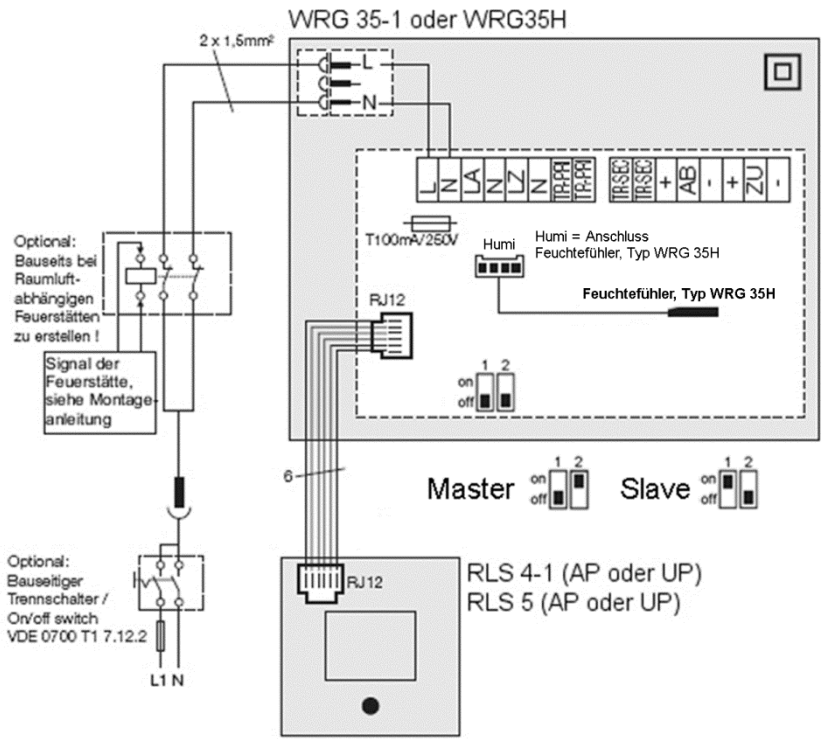 WRG 35-1 oder WRG35H
2 x 1,5mm²
L
N
L
N
LA
N
LZ
N
TR-PRI
TR-PRI
TR-SEC
TR-SEC
+
AB
-
+
ZU
-
T100mA/250V
Humi
Humi = Anschluss
Feuchtefühler, Typ WRG 35H
Feuchtefühler, Typ WRG 35H
RJ12
1 2
on
off
Optional:
Bauseits bei
Raumluft-
abhängigen
Feuerstätten
zu erstellen !
Signal der
Feuerstätte,
siehe Montage-
anleitung
6
Master
1 2
on
off
Slave
1 2
on
off
RJ12
RLS 4-1 (AP oder UP)
RLS 5 (AP oder UP)
Optional:
Bauseitiger
Trennschalter /
On/off switch
VDE 0700 T1 7.12.2
L1 N